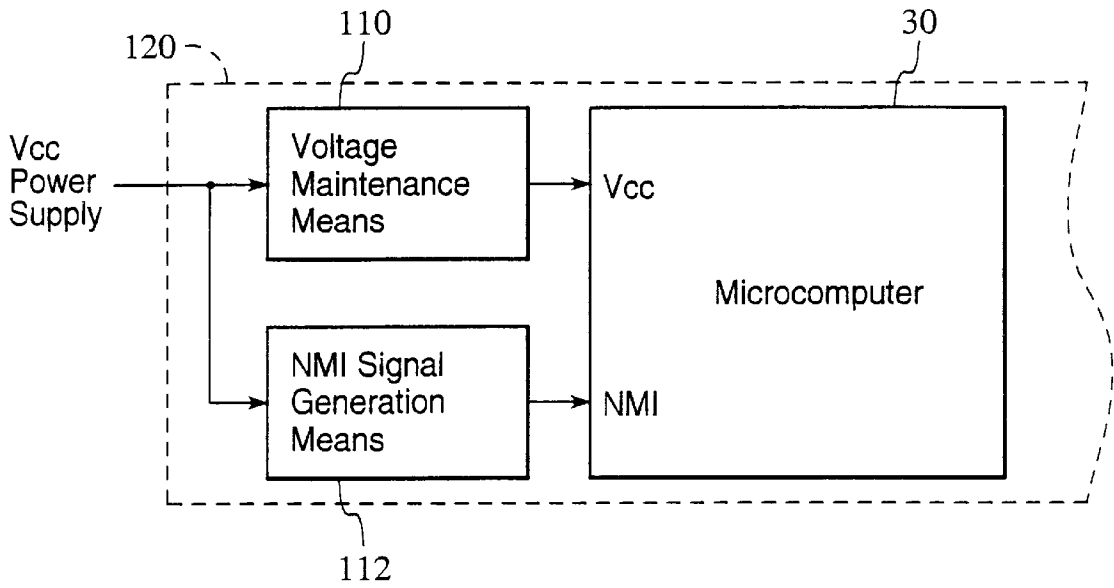 110
30
120
Vcc
Power
Supply
Voltage
Maintenance
Means
Vcc
Microcomputer
NMI Signal
Generation
Means
NMI
112